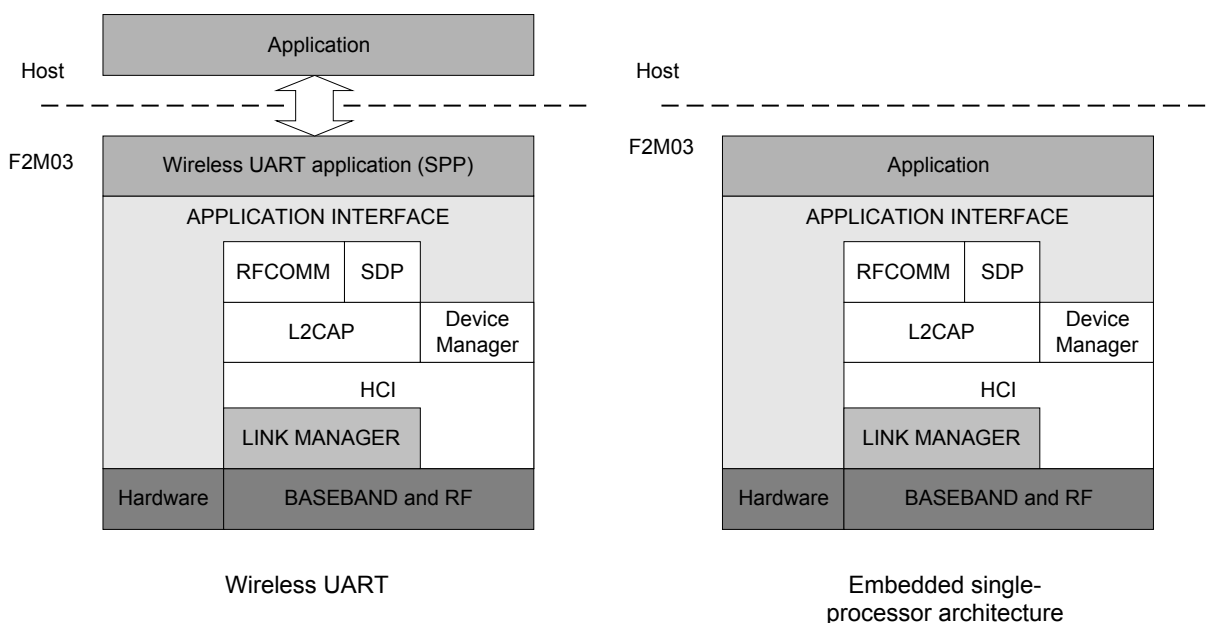 Application
Host
F2M03
Wireless UART application (SPP)
APPLICATION INTERFACE
RFCOMM
SDP
L2CAP
Device
Manager
HCI
LINK MANAGER
Hardware
BASEBAND and RF
Wireless UART
Host
F2M03
Application
APPLICATION INTERFACE
RFCOMM
SDP
L2CAP
Device
Manager
HCI
LINK MANAGER
Hardware
BASEBAND and RF
Embedded single-
processor architecture